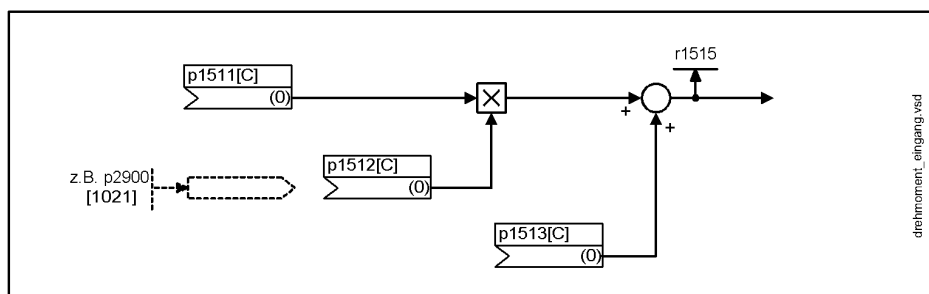 r1515
p1511[C]
(0)
p1512[C]
(0)
z.B. p2900
[1021]
p1513[C]
(0)
+
+
drehmoment_eingang.vsd